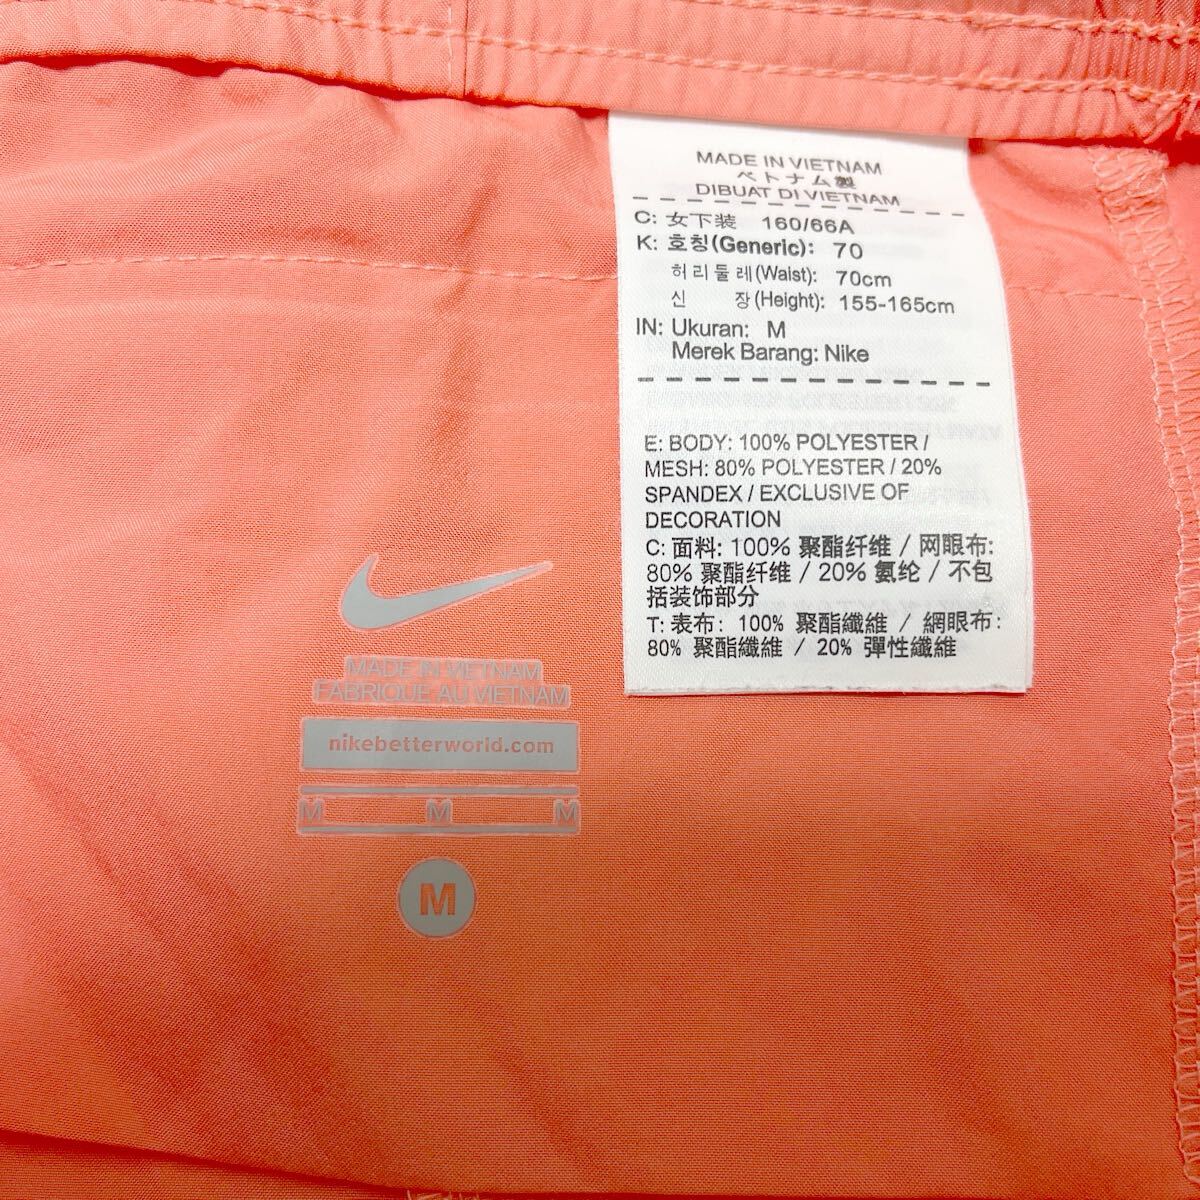 MADE IN VIETNAM
ベトナム製
DIBUAT DI VIETNAM
C: 女下装 160/66A
K: 호칭(Generic): 70
허리둘레(Waist): 70cm
신 장(Height): 155-165cm
IN: Ukuran: M
Merek Barang: Nike
E: BODY: 100% POLYESTER /
MESH: 80% POLYESTER / 20%
SPANDEX / EXCLUSIVE OF
DECORATION
C: 面料: 100% 聚酯纤维 / 网眼布:
80% 聚酯纤维 / 20% 氨纶 / 不包
括装饰部分
T: 表布: 100% 聚酯纖維 / 網眼布:
80% 聚酯纖維 / 20% 彈性纖維
MADE IN VIETNAM
FABRIQUE AU VIETNAM
nikebetterworld.com
M M M
M